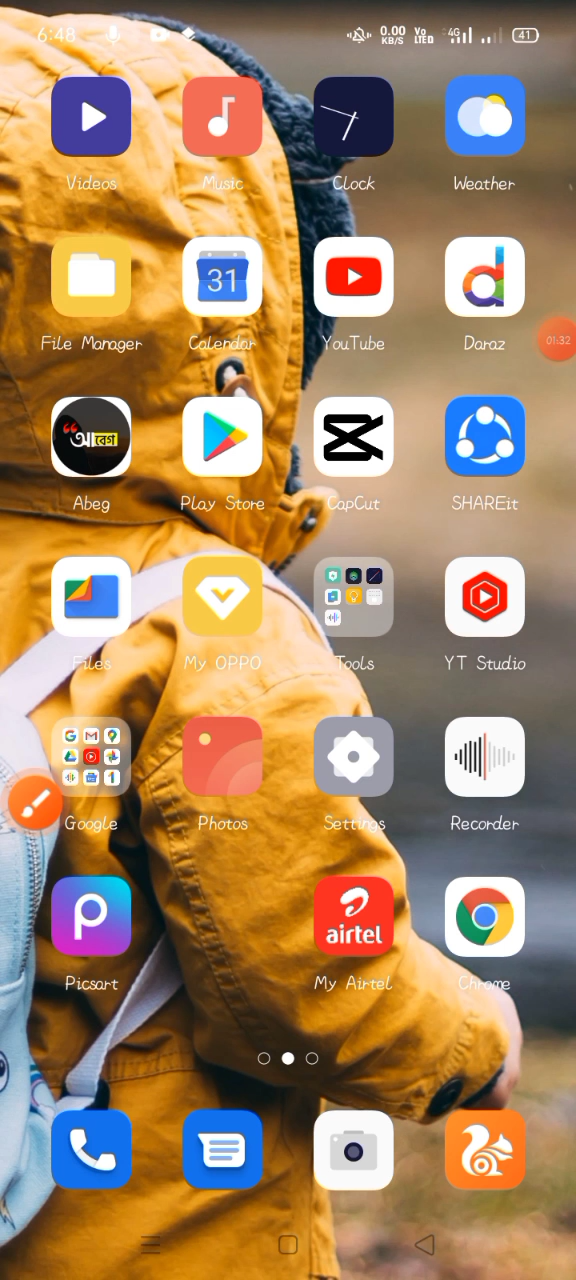 6:48 0.00 KB/S Vo LTED 4G 41
Videos Music Clock Weather
31
File Manager Calendar YouTube Daraz
01:32
“আবেগ
Abeg Play Store CapCut SHAREit
Files My OPPO Tools YT Studio
Google Photos Settings Recorder
airtel
Picsart My Airtel Chrome